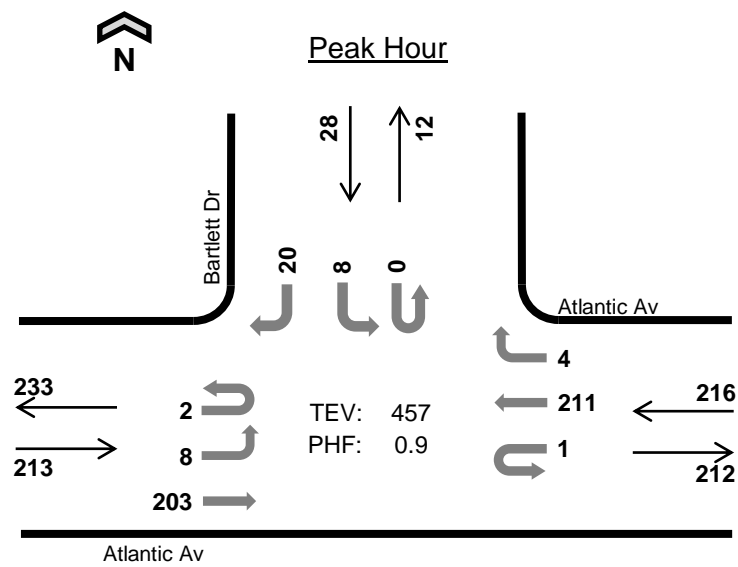 N
Peak Hour
28
12
Bartlett Dr
20
8
0
Atlantic Av
4
233
2
TEV: 457
211
216
213
8
PHF: 0.9
1
212
203
Atlantic Av